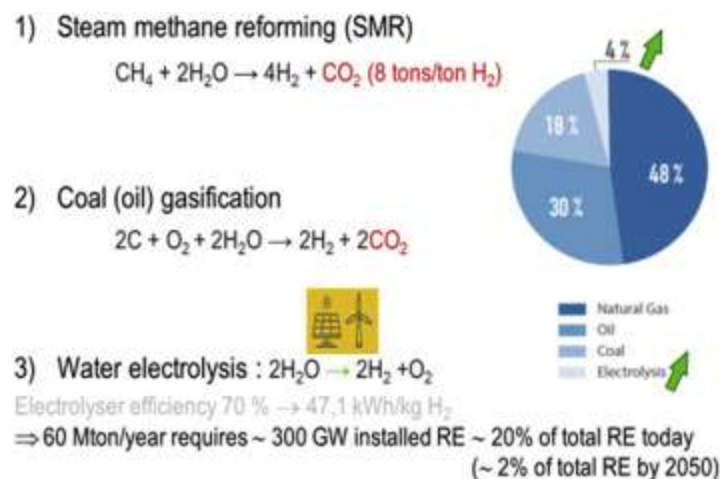 1) Steam methane reforming (SMR)
CH₄ + 2H₂O → 4H₂ + CO₂ (8 tons/ton H₂)
4 %
18 %
48 %
30 %
2) Coal (oil) gasification
2C + O₂ + 2H₂O → 2H₂ + 2CO₂
Natural Gas
Oil
Coal
Electrolysis
3) Water electrolysis : 2H₂O → 2H₂ +O₂
Electrolyser efficiency 70 % → 47,1 kWh/kg H₂
⇒ 60 Mton/year requires ~ 300 GW installed RE ~ 20% of total RE today
(~ 2% of total RE by 2050)